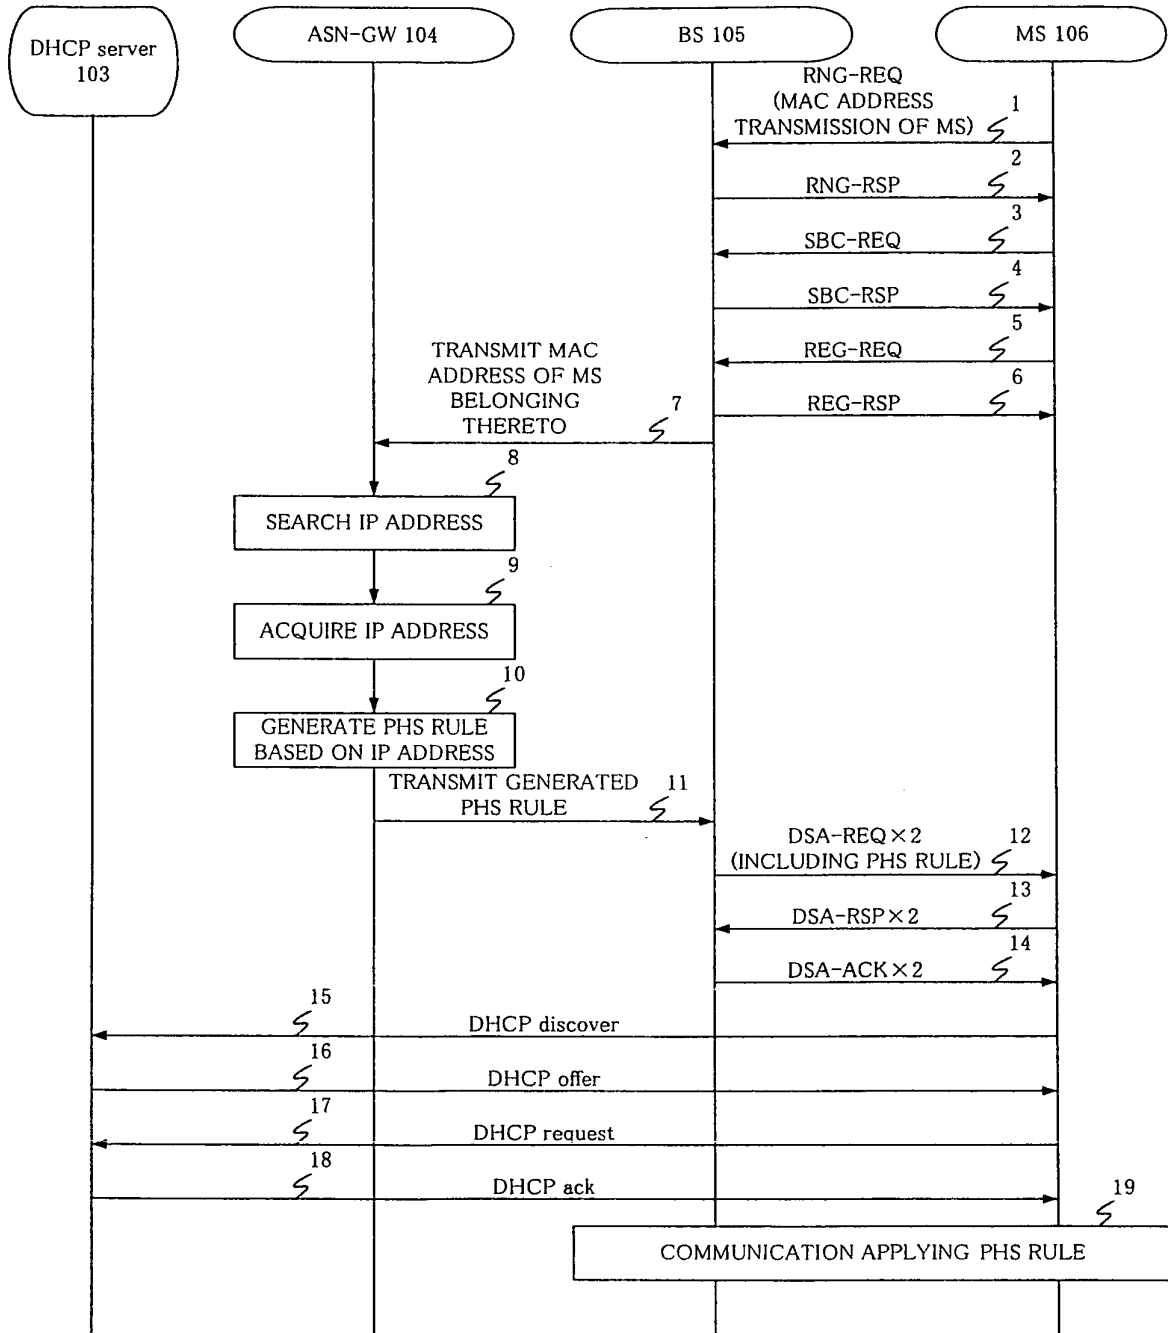 DHCP server
103
ASN-GW 104
BS 105
MS 106
RNG-REQ
(MAC ADDRESS
TRANSMISSION OF MS)
1
2
RNG-RSP
3
SBC-REQ
4
SBC-RSP
5
REG-REQ
6
REG-RSP
TRANSMIT MAC
ADDRESS OF MS
BELONGING
THERETO
7
8
SEARCH IP ADDRESS
9
ACQUIRE IP ADDRESS
10
GENERATE PHS RULE
BASED ON IP ADDRESS
TRANSMIT GENERATED
PHS RULE
11
DSA-REQ×2
(INCLUDING PHS RULE)
12
13
DSA-RSP×2
14
DSA-ACK×2
15
DHCP discover
16
DHCP offer
17
DHCP request
18
DHCP ack
19
COMMUNICATION APPLYING PHS RULE